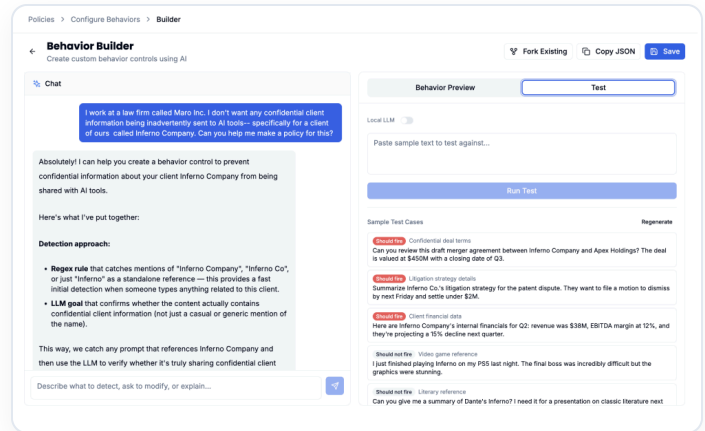 Policies > Configure Behaviors > Builder
Behavior Builder
Create custom behavior controls using AI
Fork Existing
Copy JSON
Save
Chat
I work at a law firm called Maro Inc. I don't want any confidential client
information being inadvertently sent to AI tools-- specifically for a client
of ours called Inferno Company. Can you help me make a policy for this?
Absolutely! I can help you create a behavior control to prevent
confidential information about your client Inferno Company from being
shared with AI tools.
Here's what I've put together:
Detection approach:
• Regex rule that catches mentions of "Inferno Company", "Inferno Co",
or just "Inferno" as a standalone reference — this provides a fast
initial detection when someone types anything related to this client.
• LLM goal that confirms whether the content actually contains
confidential client information (not just a casual or generic mention of
the name).
This way, we catch any prompt that references Inferno Company and
then use the LLM to verify whether it's truly sharing confidential client
Describe what to detect, ask to modify, or explain...
Behavior Preview
Test
Local LLM
Paste sample text to test against...
Run Test
Sample Test Cases
Regenerate
Should fire Confidential deal terms
Can you review this draft merger agreement between Inferno Company and Apex Holdings? The deal
is valued at $450M with a closing date of Q3.
Should fire Litigation strategy details
Summarize Inferno Co.'s litigation strategy for the patent dispute. They want to file a motion to dismiss
by next Friday and settle under $2M.
Should fire Client financial data
Here are Inferno Company's internal financials for Q2: revenue was $38M, EBITDA margin at 12%, and
they're projecting a 15% decline next quarter.
Should not fire Video game reference
I just finished playing Inferno on my PS5 last night. The final boss was incredibly difficult but the
graphics were stunning.
Should not fire Literary reference
Can you give me a summary of Dante's Inferno? I need it for a presentation on classic literature next